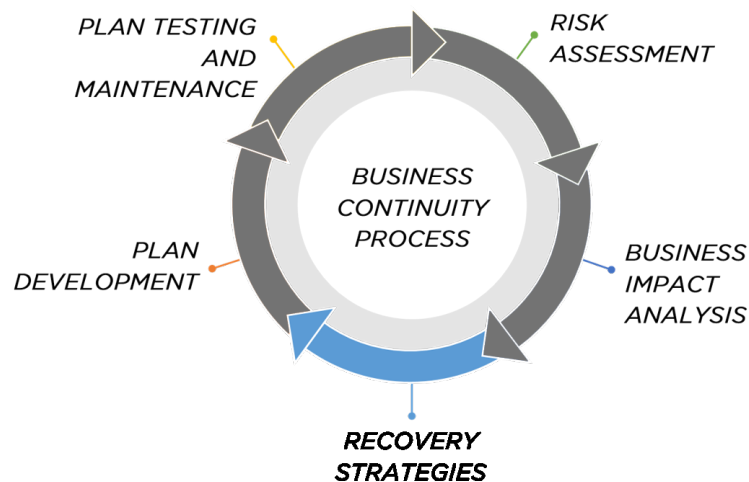 PLAN TESTING
AND
MAINTENANCE
RISK
ASSESSMENT
BUSINESS
CONTINUITY
PROCESS
PLAN
DEVELOPMENT
BUSINESS
IMPACT
ANALYSIS
RECOVERY
STRATEGIES